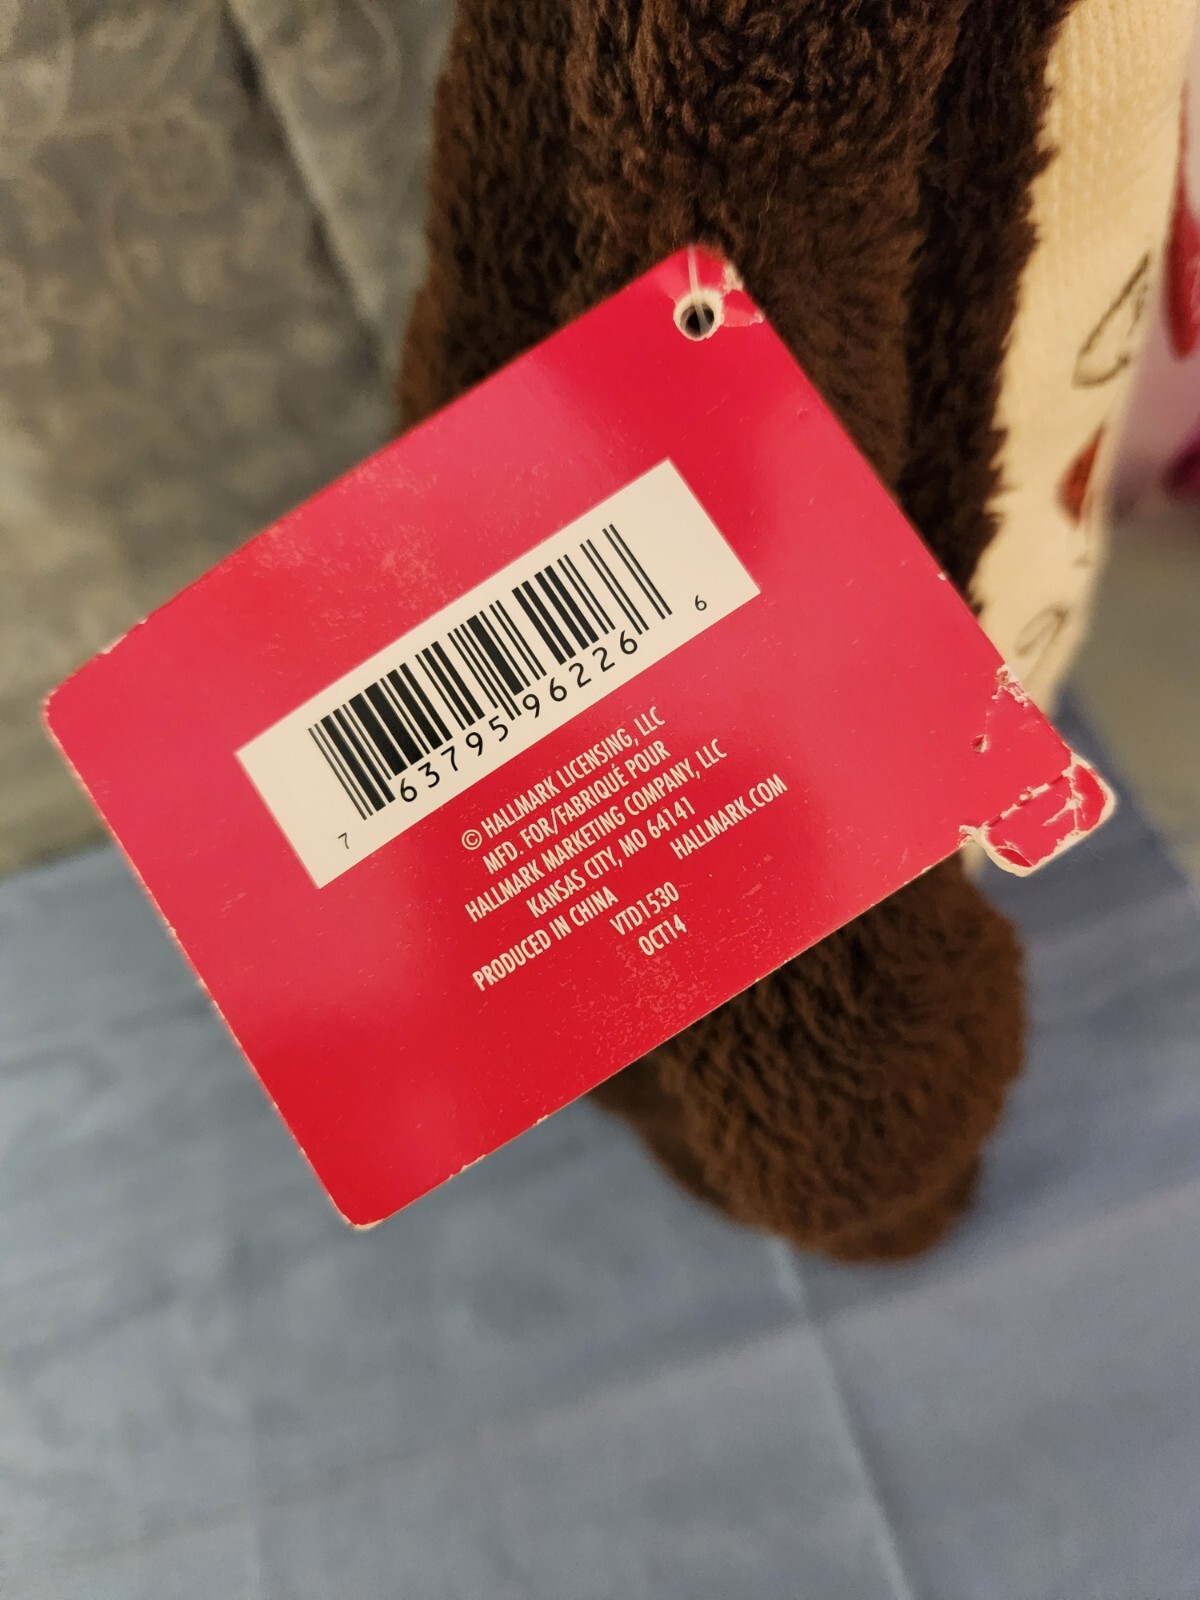 7 63795 96226 6
© HALLMARK LICENSING, LLC
MFD. FOR/FABRIQUÉ POUR
HALLMARK MARKETING COMPANY, LLC
KANSAS CITY, MO 64141
HALLMARK.COM
PRODUCED IN CHINA
VTD1530
OCT14